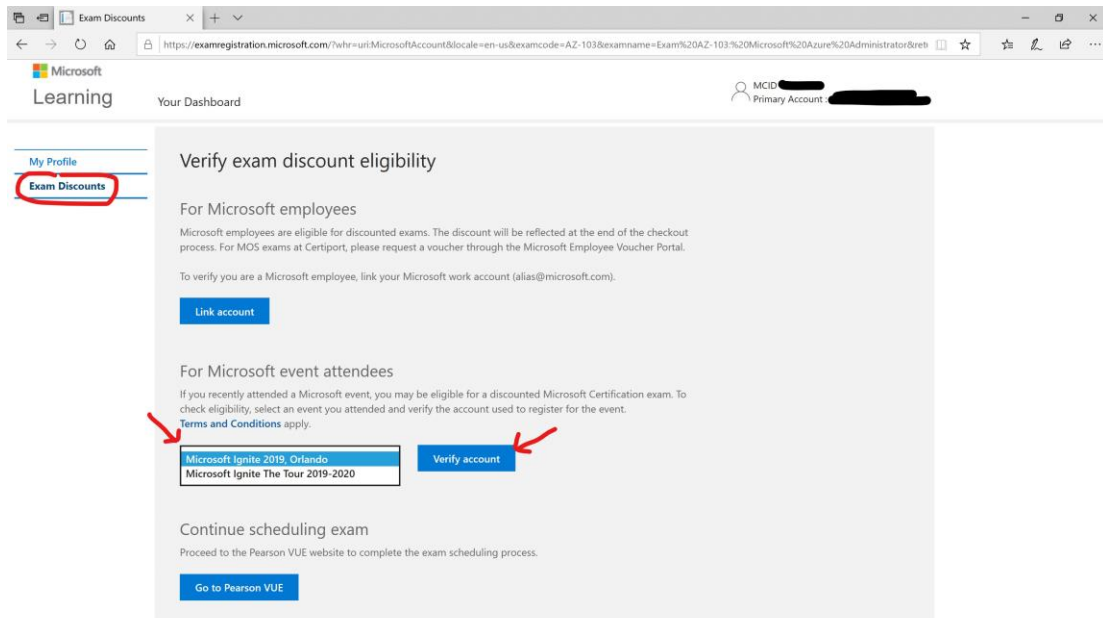 Exam Discounts
https://examregistration.microsoft.com/?whr=uri:MicrosoftAccount&locale=en-us&examcode=AZ-103&examname=Exam%20AZ-103:%20Microsoft%20Azure%20Administrator&ret
Microsoft
Learning
Your Dashboard
MCID
Primary Account :
My Profile
Exam Discounts
Verify exam discount eligibility
For Microsoft employees
Microsoft employees are eligible for discounted exams. The discount will be reflected at the end of the checkout
process. For MOS exams at Certiport, please request a voucher through the Microsoft Employee Voucher Portal.
To verify you are a Microsoft employee, link your Microsoft work account (alias@microsoft.com).
Link account
For Microsoft event attendees
If you recently attended a Microsoft event, you may be eligible for a discounted Microsoft Certification exam. To
check eligibility, select an event you attended and verify the account used to register for the event.
Terms and Conditions apply.
Microsoft Ignite 2019, Orlando
Microsoft Ignite The Tour 2019-2020
Verify account
Continue scheduling exam
Proceed to the Pearson VUE website to complete the exam scheduling process.
Go to Pearson VUE